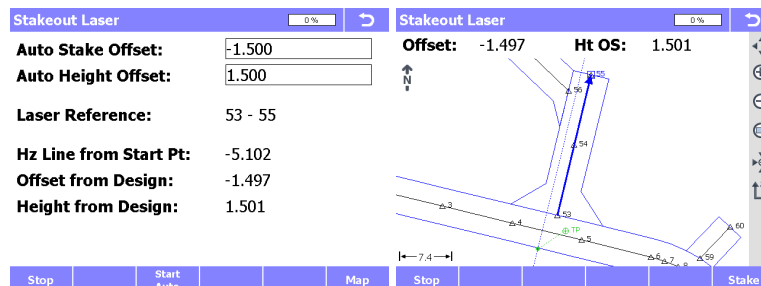 Stakeout Laser 0 %
Auto Stake Offset: -1.500
Auto Height Offset: 1.500
Laser Reference: 53 - 55
Hz Line from Start Pt: -5.102
Offset from Design: -1.497
Height from Design: 1.501
Stop Start Auto Map
Stakeout Laser 0 %
Offset: -1.497 Ht OS: 1.501
N
55
56
54
3
53
4
TP
5
60
6
7
8
59
7.4
Stop Stake